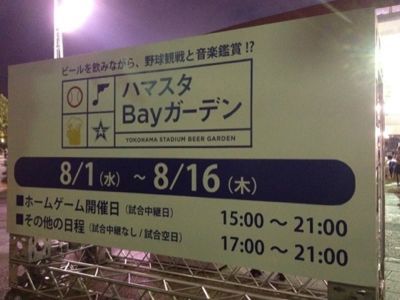 ビールを飲みながら、野球観戦と音楽鑑賞!?
ハマスタ
Bayガーデン
YOKOHAMA STADIUM BEER GARDEN
8/1(水) ～ 8/16(木)
■ホームゲーム開催日(試合中継日) 15:00 ～ 21:00
■その他の日程(試合中継なし/試合空日) 17:00 ～ 21:00